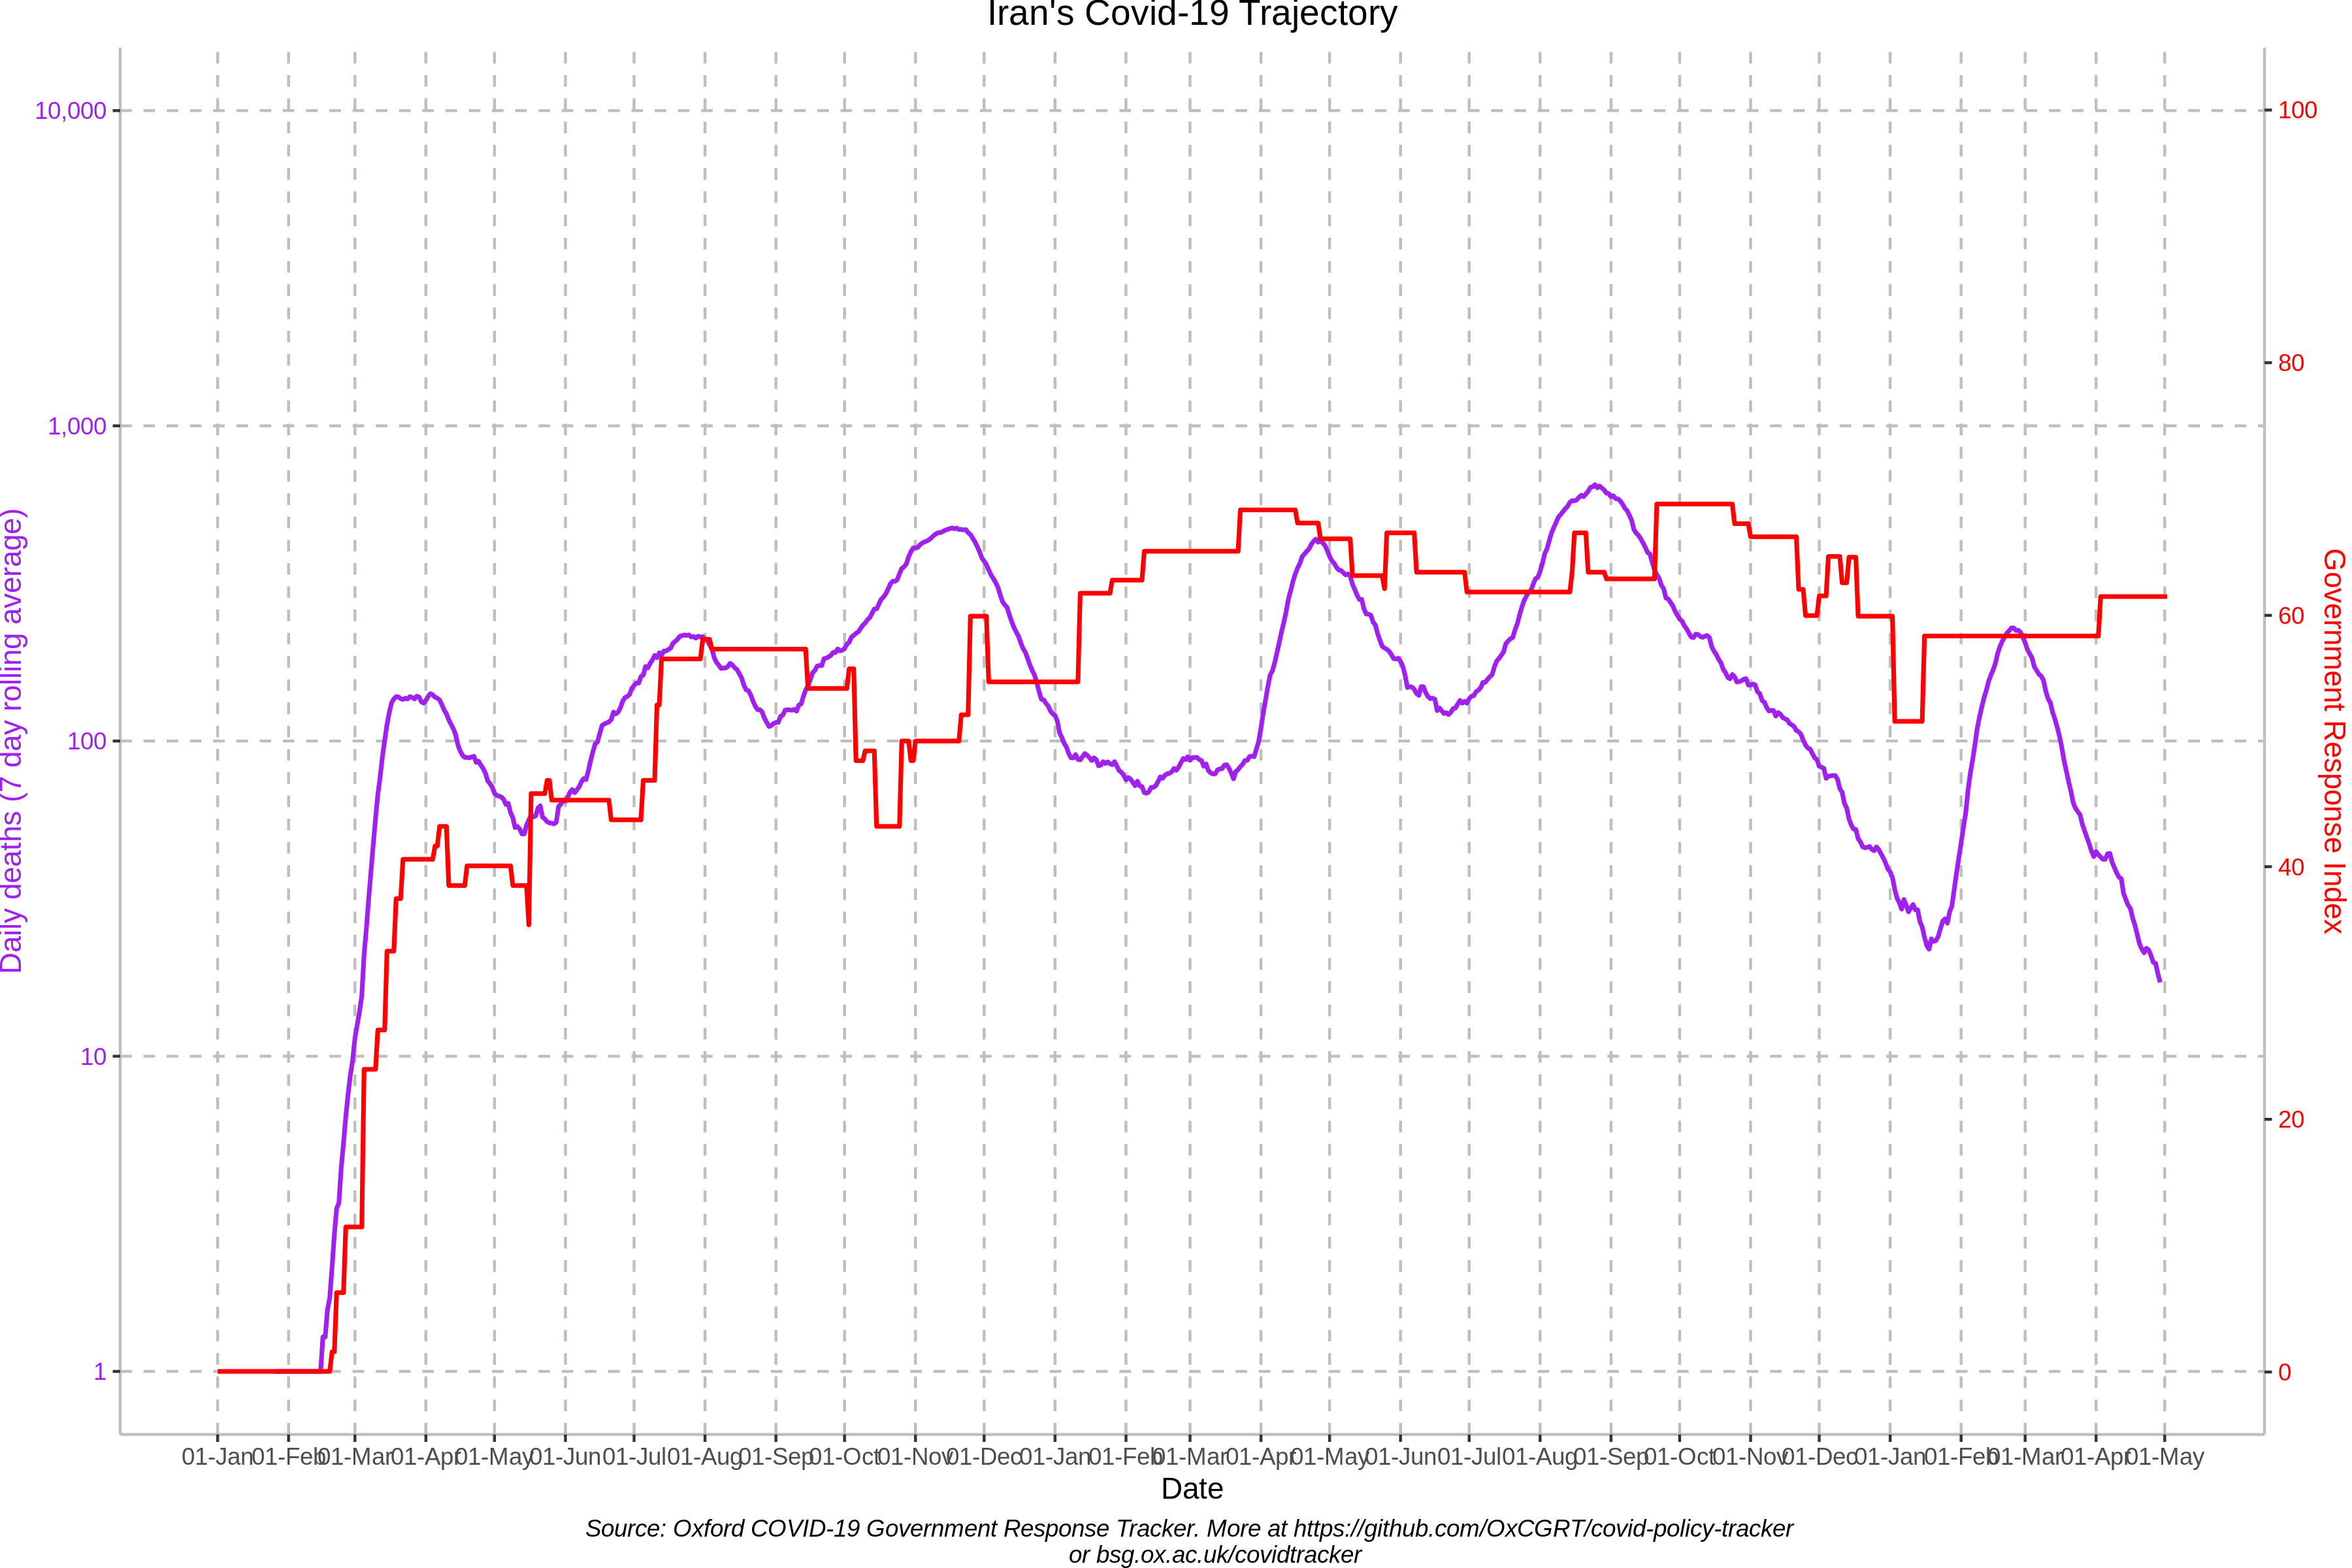 Iran's Covid-19 Trajectory
10,000
1,000
100
10
1
Daily deaths (7 day rolling average)
100
80
60
40
20
0
Government Response Index
01-Jan 01-Feb 01-Mar 01-Apr 01-May 01-Jun 01-Jul 01-Aug 01-Sep 01-Oct 01-Nov 01-Dec 01-Jan 01-Feb 01-Mar 01-Apr 01-May 01-Jun 01-Jul 01-Aug 01-Sep 01-Oct 01-Nov 01-Dec 01-Jan 01-Feb 01-Mar 01-Apr 01-May
Date
Source: Oxford COVID-19 Government Response Tracker. More at https://github.com/OxCGRT/covid-policy-tracker
or bsg.ox.ac.uk/covidtracker